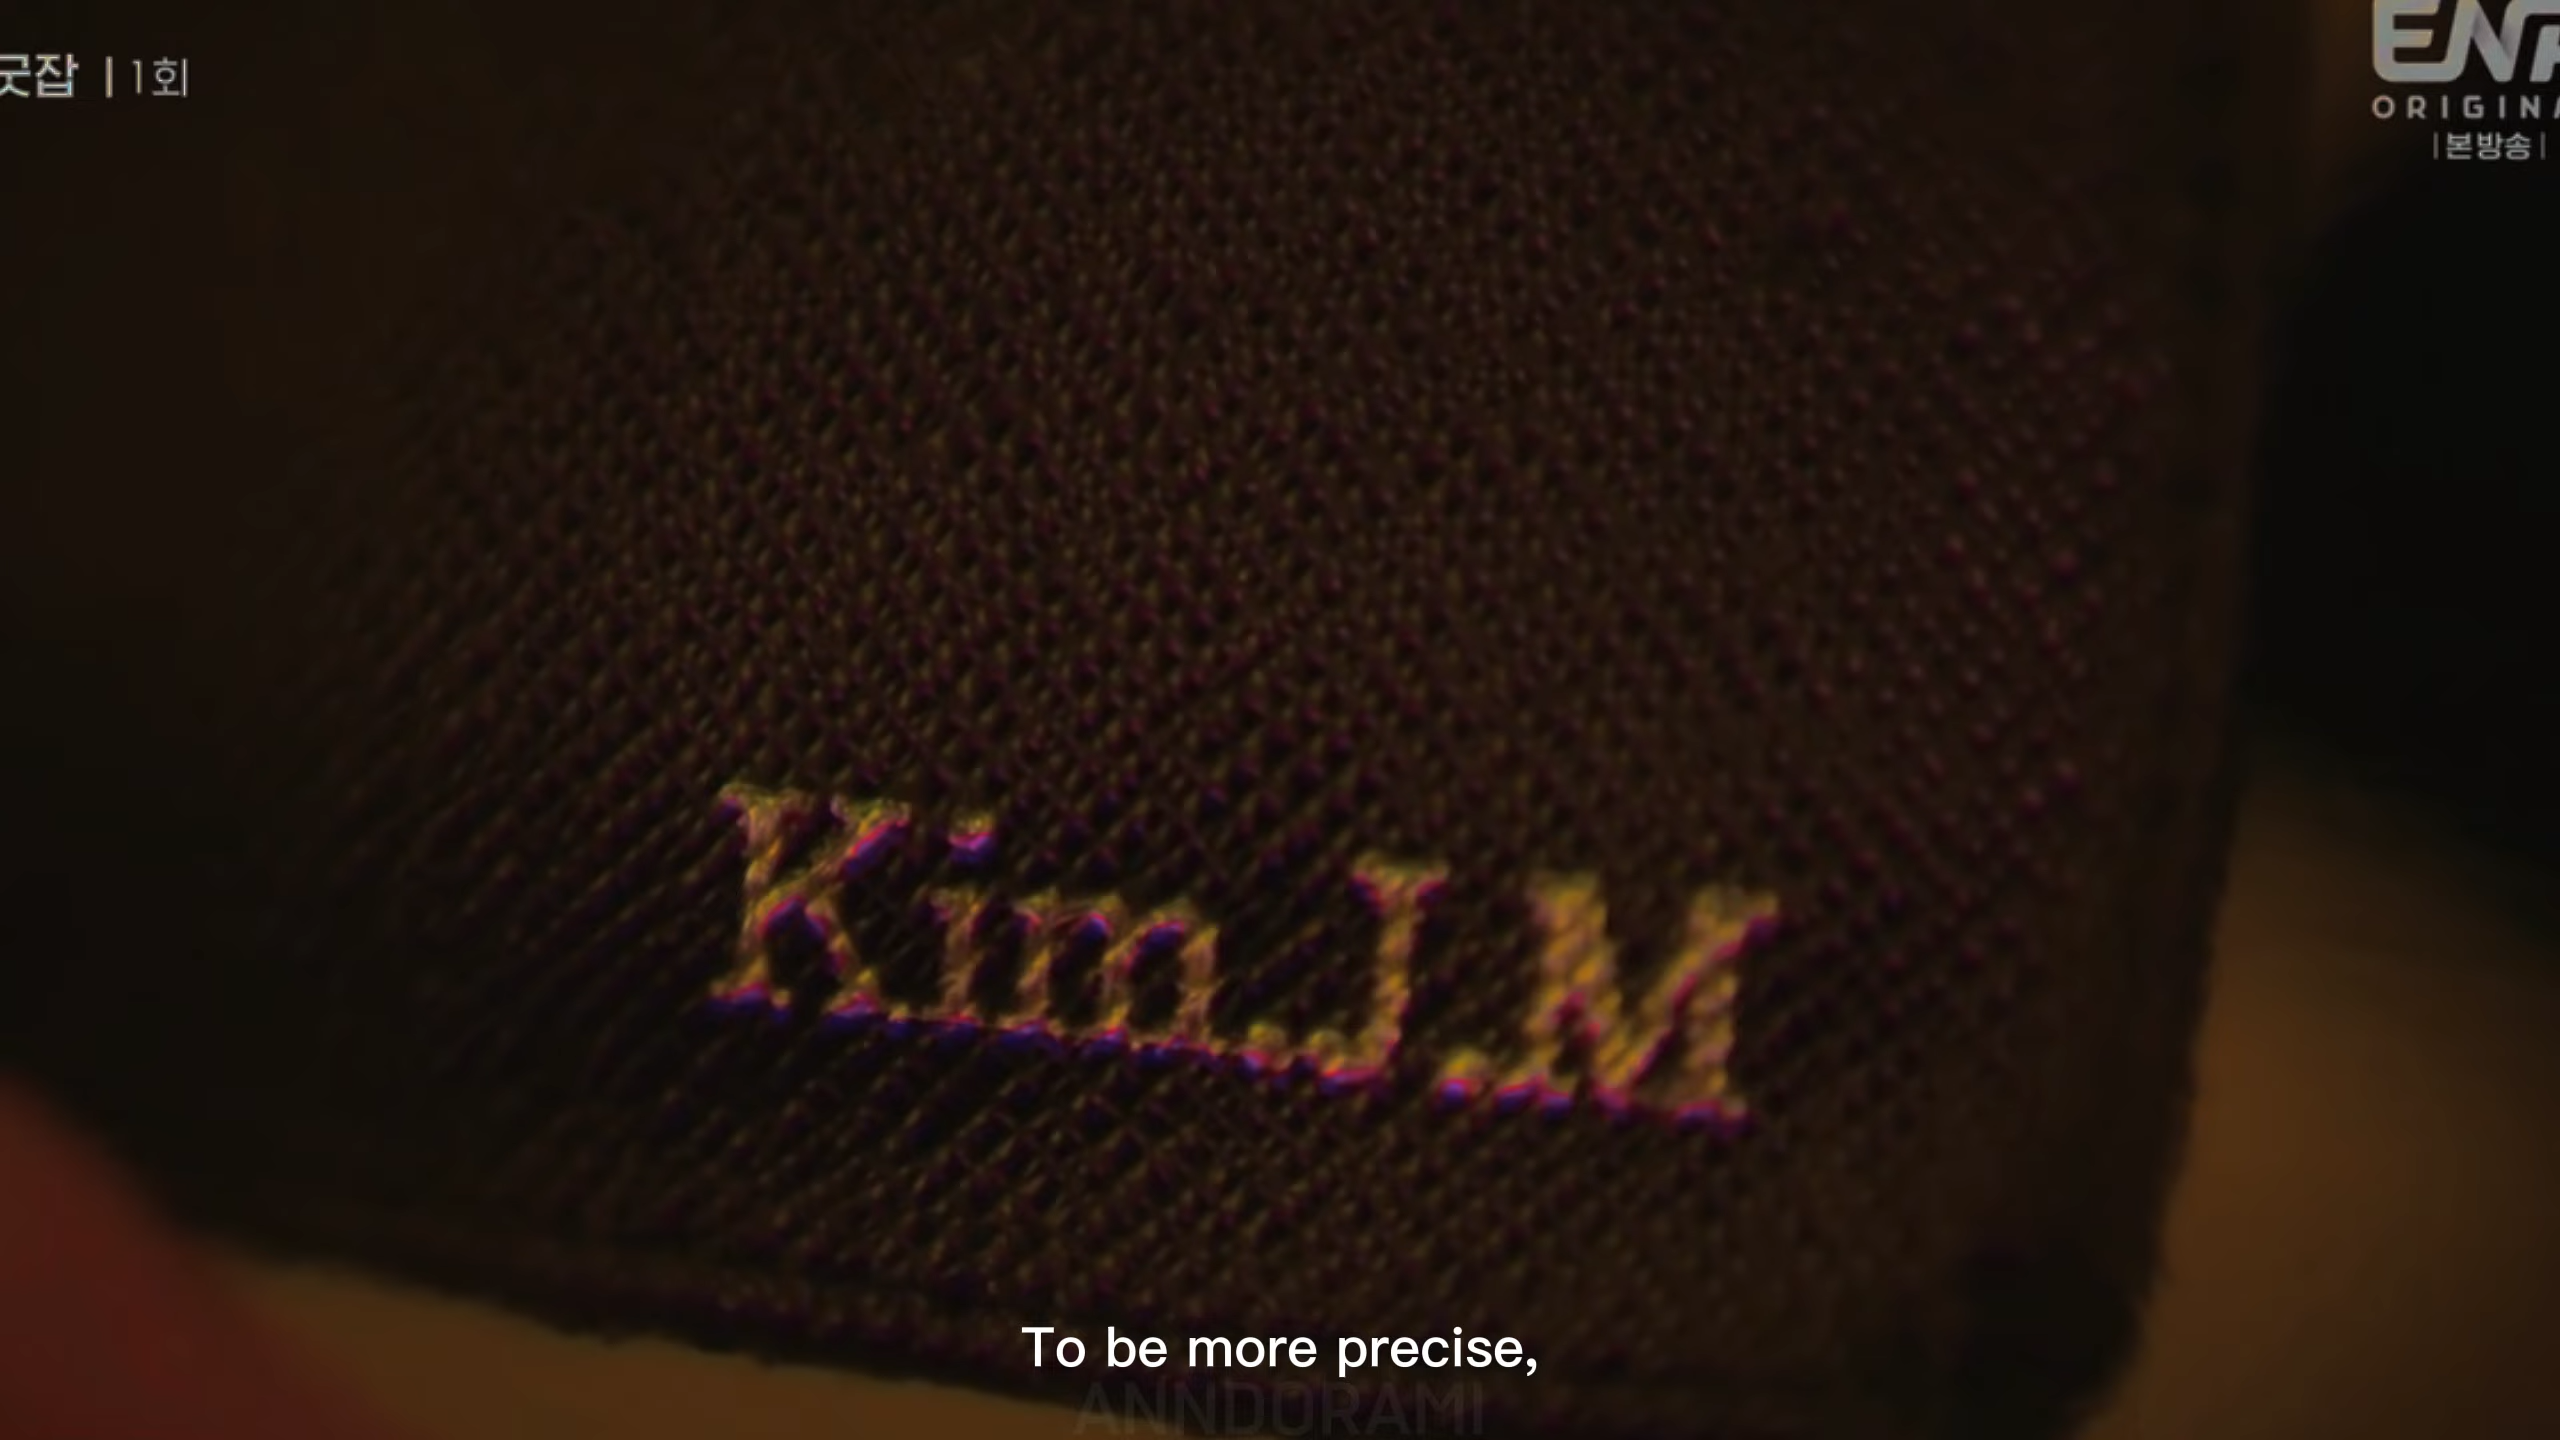 굿잡 | 1회
ENA
ORIGINA
|본방송|
Kim J.M
To be more precise,
ANNDORAMI